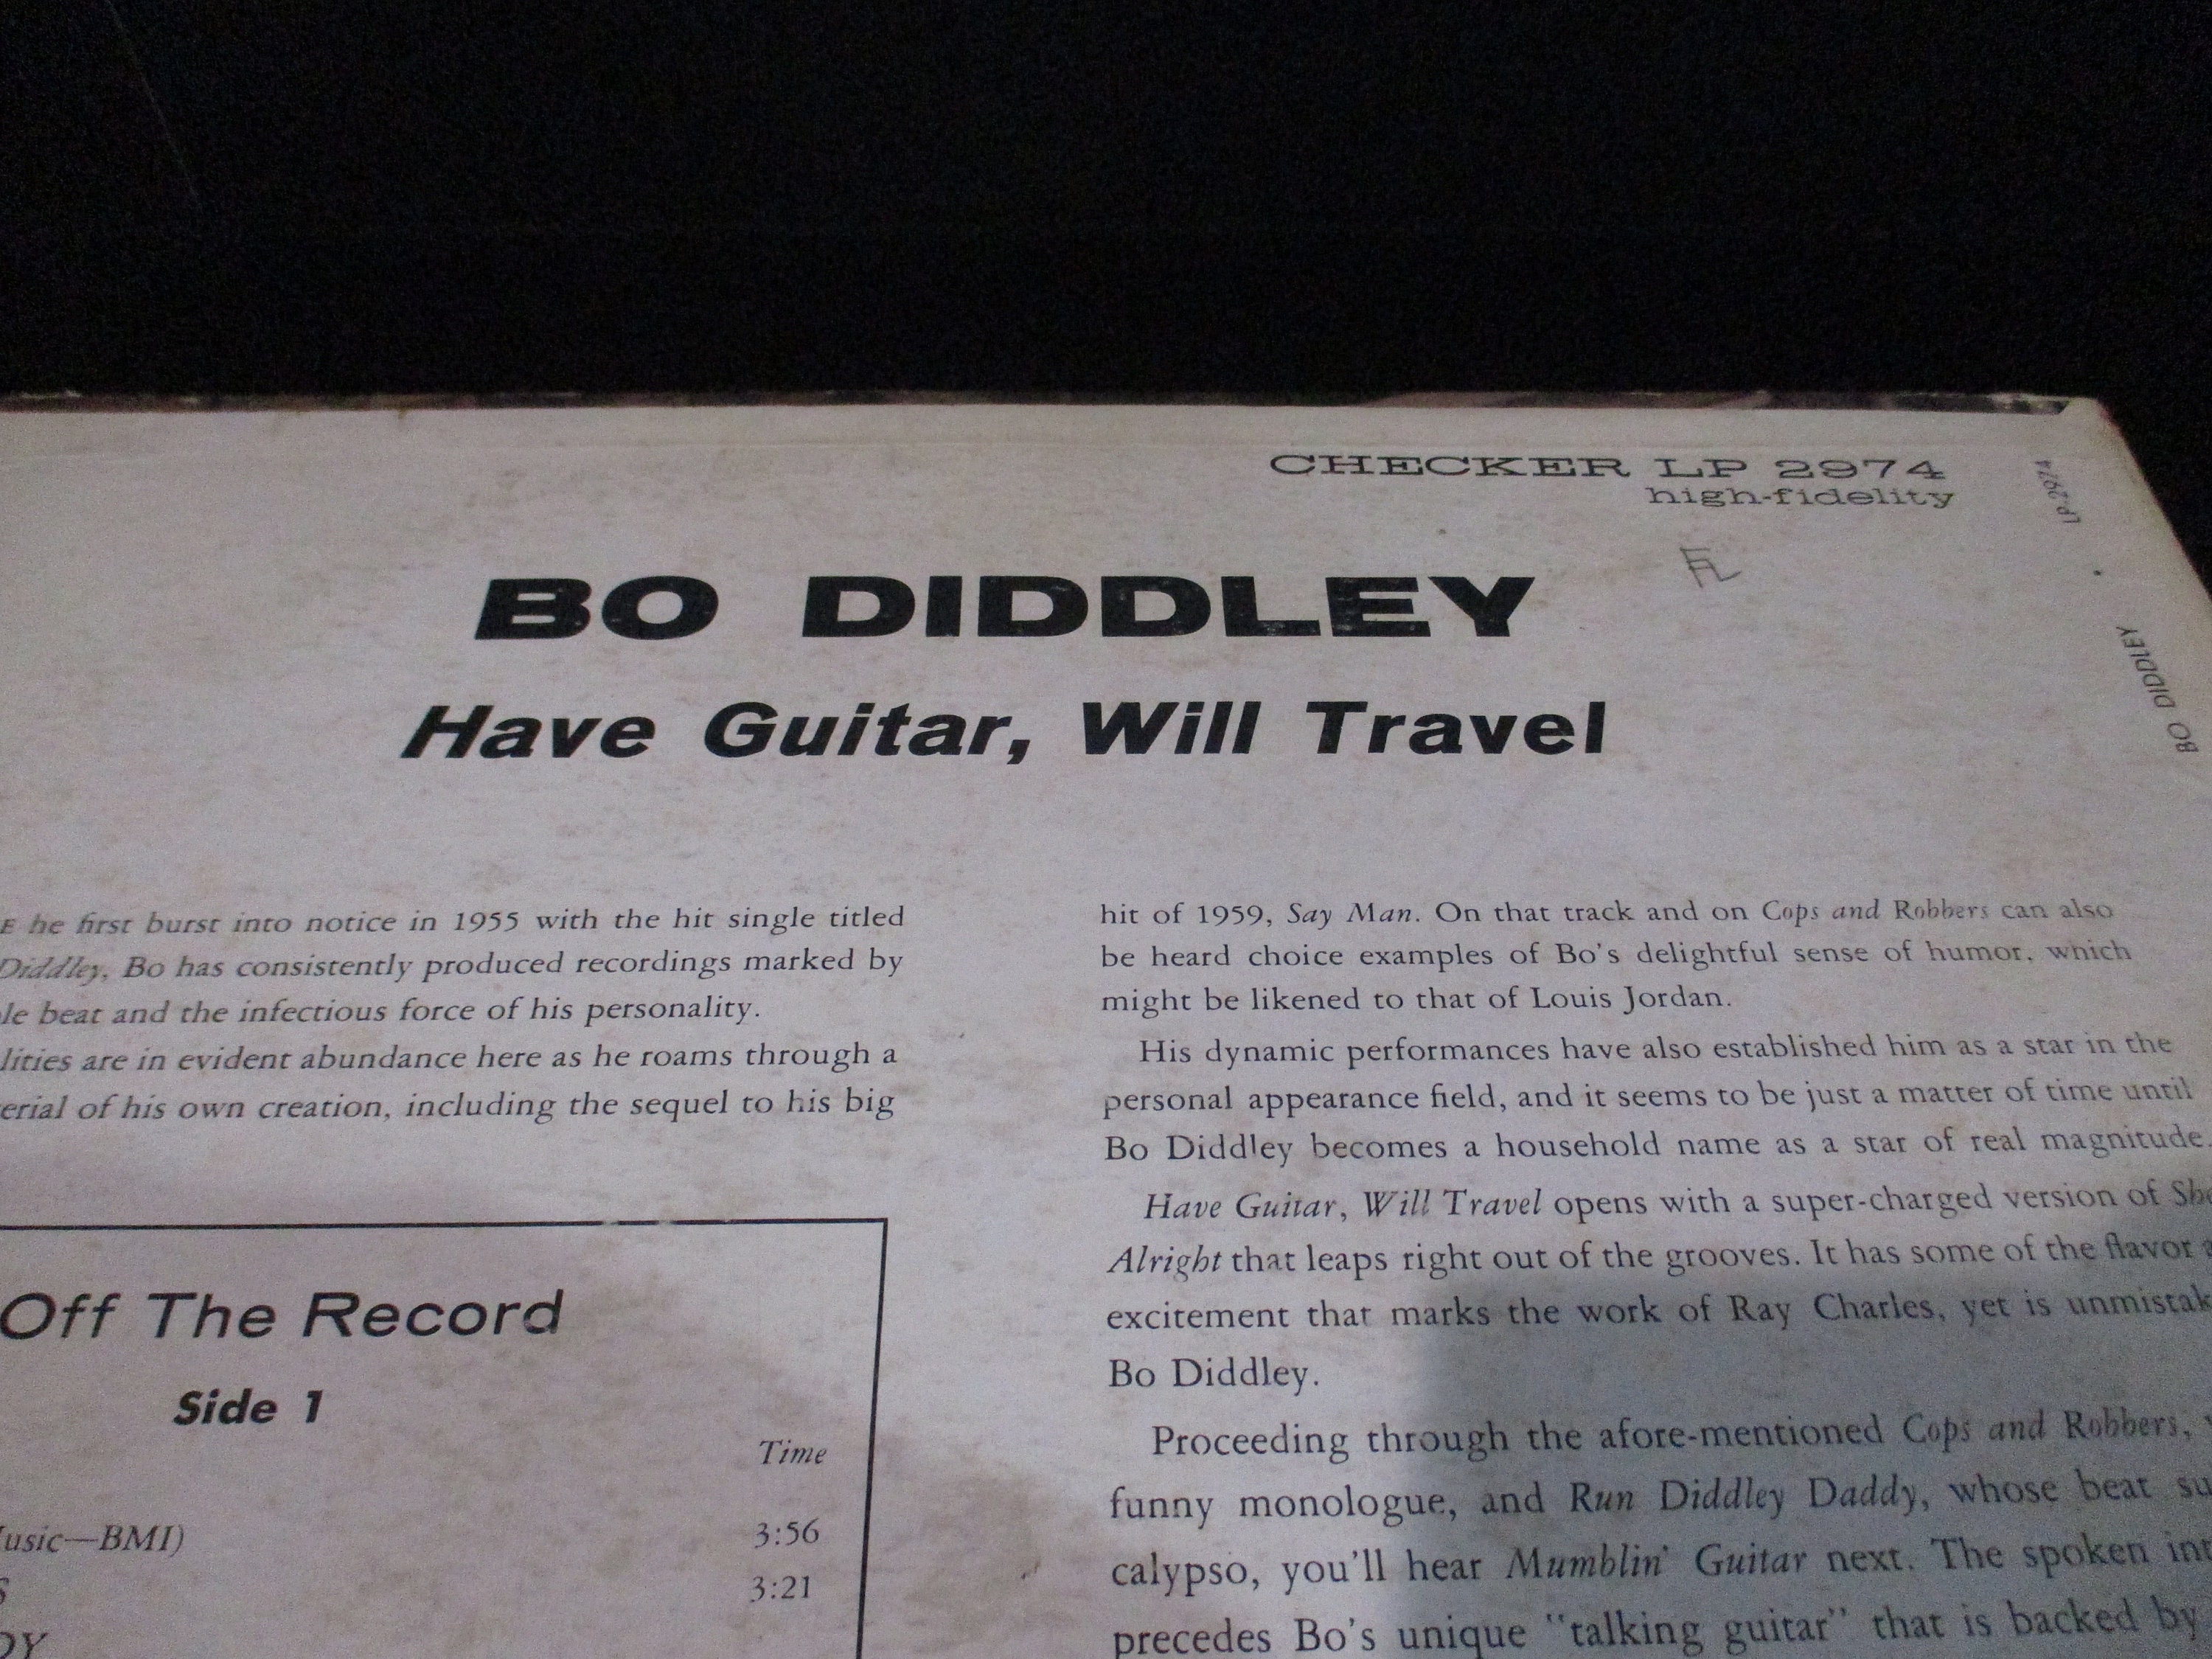 CHECKER LP 2974
high-fidelity
LP 2974
BO DIDDLEY
BO DIDDLEY
Have Guitar, Will Travel
he first burst into notice in 1955 with the hit single titled
Diddley, Bo has consistently produced recordings marked by
beat and the infectious force of his personality.
are in evident abundance here as he roams through a
of his own creation, including the sequel to his big
Off The Record
Side 1
Time
BMI) 3:56
3:21
hit of 1959, Say Man. On that track and on Cops and Robbers can also
be heard choice examples of Bo's delightful sense of humor, which
might be likened to that of Louis Jordan.
His dynamic performances have also established him as a star in the
personal appearance field, and it seems to be just a matter of time until
Bo Diddley becomes a household name as a star of real magnitude.
Have Guitar, Will Travel opens with a super-charged version of
Alright that leaps right out of the grooves. It has some of the flavor
excitement that marks the work of Ray Charles, yet is
Bo Diddley.
Proceeding through the afore-mentioned Cops and Robbers,
funny monologue, and Run Diddley Daddy, whose beat
calypso, you'll hear Mumblin' Guitar next. The spoken
precedes Bo's unique "talking guitar" that is backed by